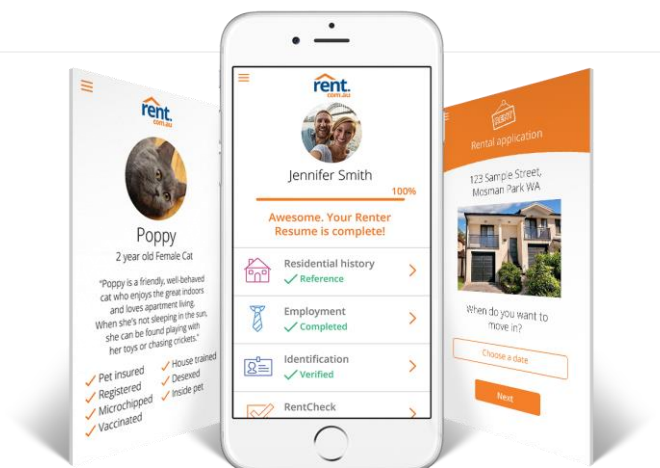 rent.
com.au
Poppy
2 year old Female Cat
"Poppy is a friendly, well-behaved
cat who enjoys the great indoors
and loves apartment living.
When she's not sleeping in the sun,
she can be found playing with
her toys or chasing crickets."
Pet insured
Registered
Microchipped
Vaccinated
House trained
Desexed
Inside pet
rent.
com.au
Jennifer Smith
100%
Awesome. Your Renter
Resume is complete!
Residential history
Reference
Employment
Completed
Identification
Verified
RentCheck
Rental application
123 Sample Street,
Mosman Park WA
When do you want to
move in?
Choose a date
Next